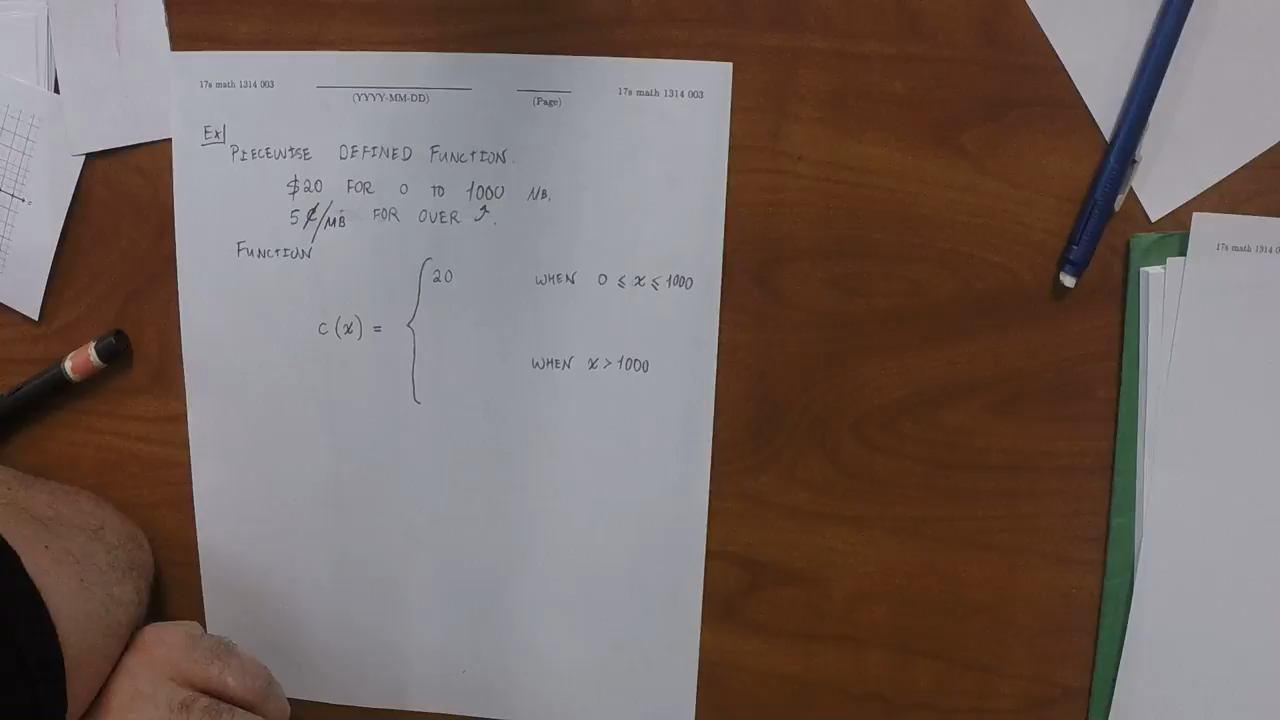 17s math 1314 003
(YYYY-MM-DD)
(Page)
17s math 1314 003
Ex
PIECEWISE DEFINED FUNCTION.
$20 FOR 0 TO 1000 MB.
5¢/MB FOR OVER ⤴.
FUNCTION
c(x) = {
20 WHEN 0 ⩽ x ⩽ 1000
WHEN x > 1000
17s math 1314 0